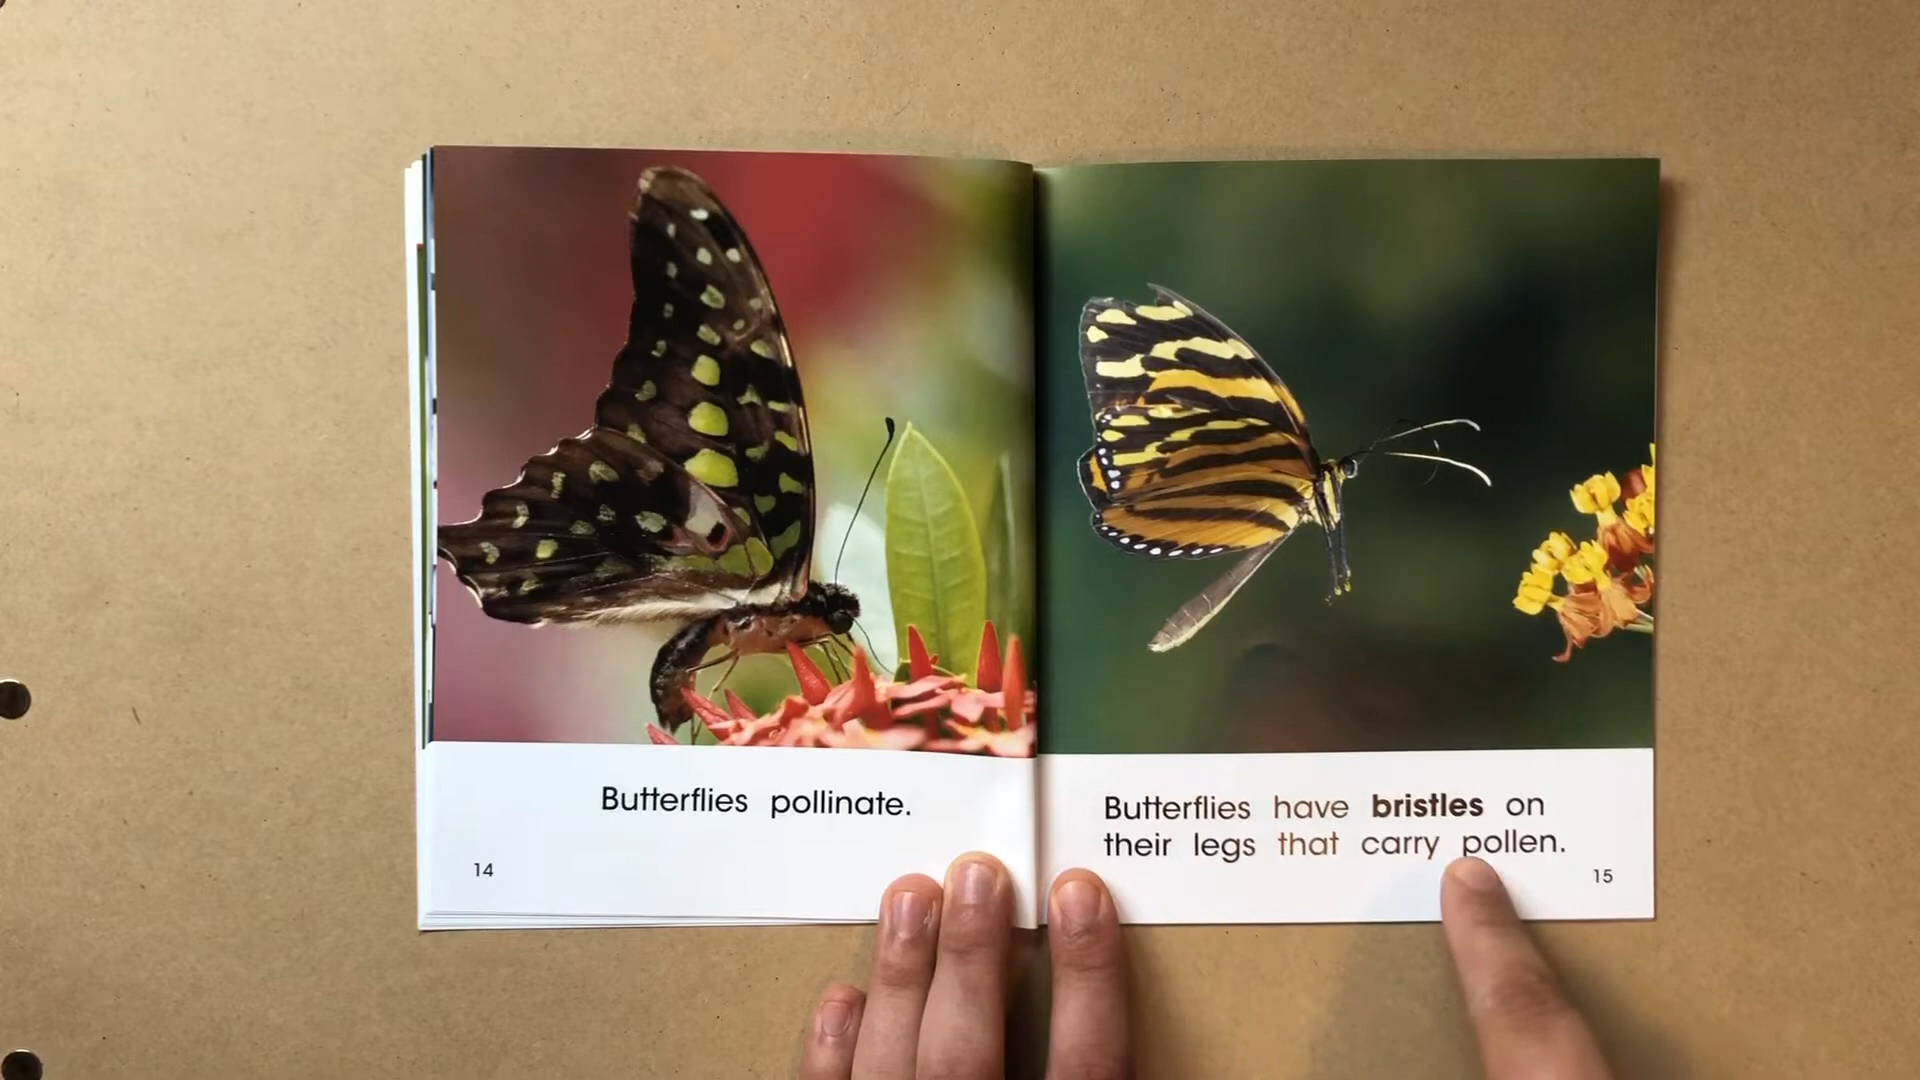 Butterflies pollinate.
14
Butterflies have bristles on
their legs that carry pollen.
15